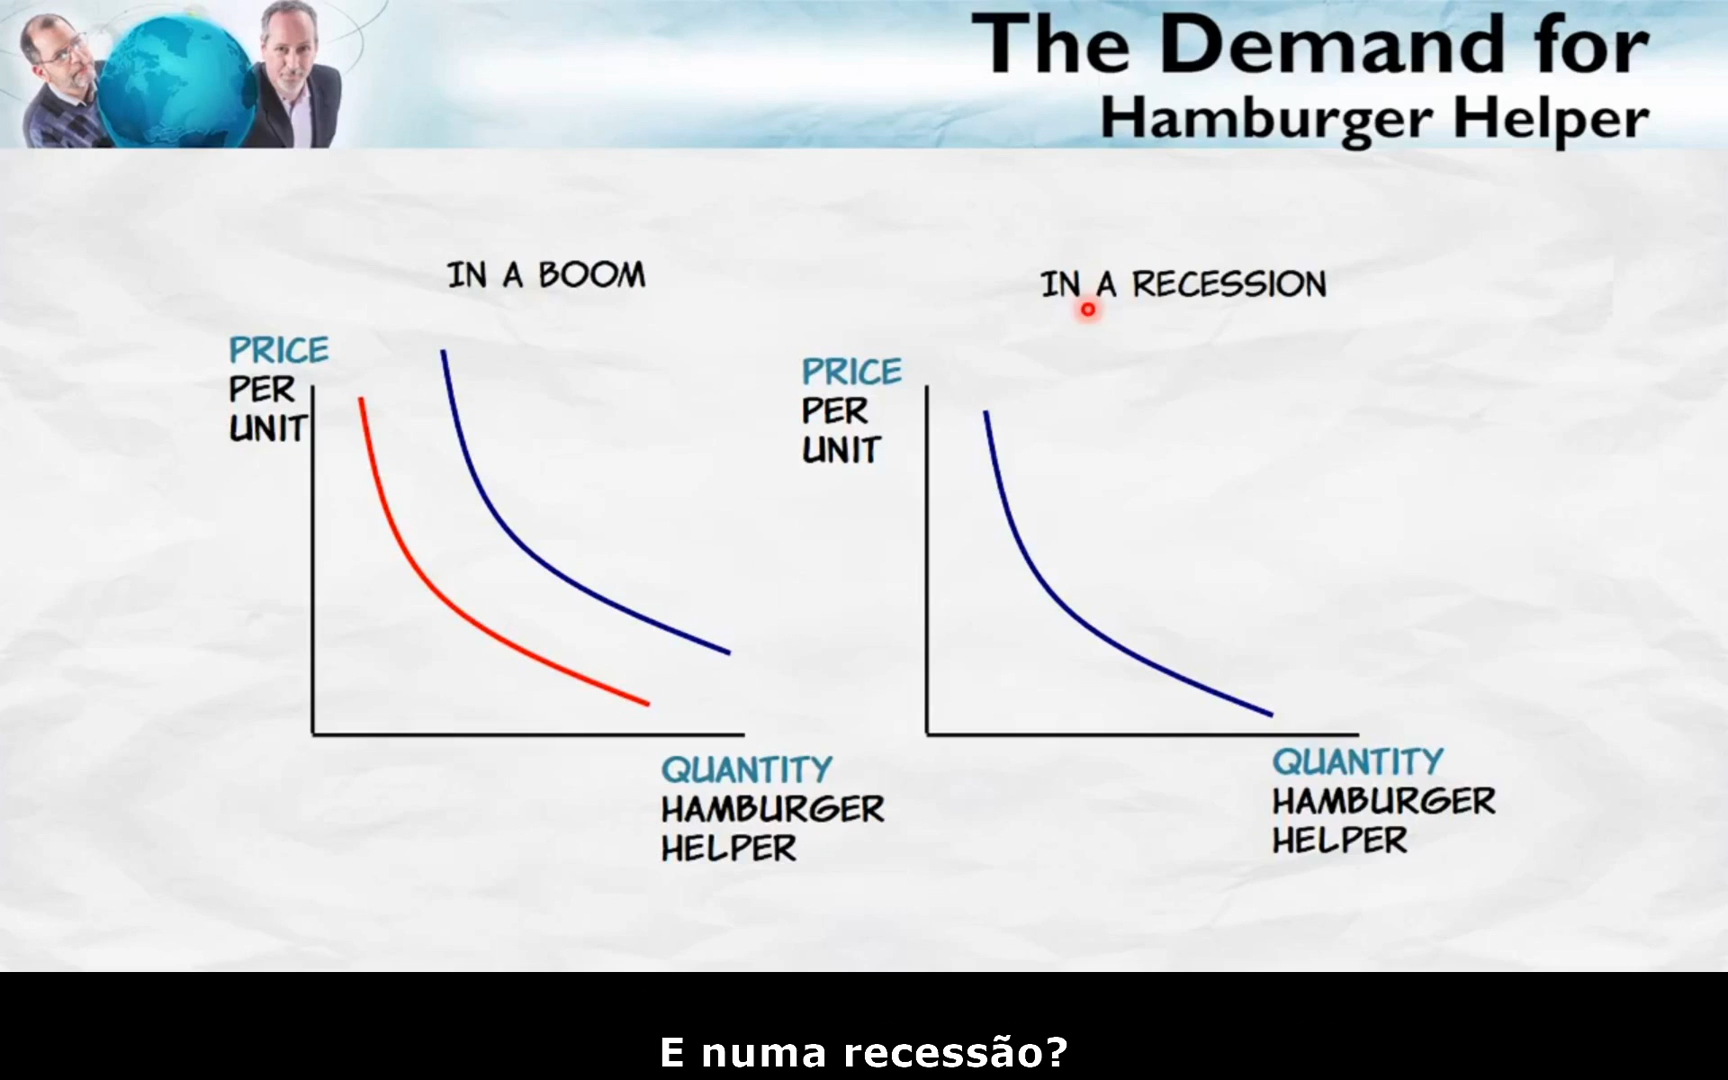 The Demand for
Hamburger Helper
IN A BOOM
PRICE
PER
UNIT
QUANTITY
HAMBURGER
HELPER
IN A RECESSION
PRICE
PER
UNIT
QUANTITY
HAMBURGER
HELPER
E numa recessão?